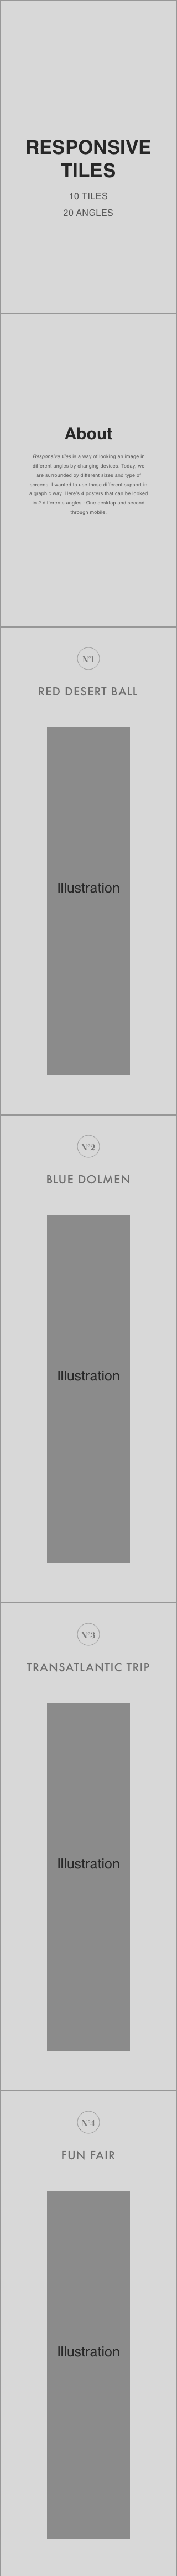 RESPONSIVE
TILES
10 TILES
20 ANGLES
About
Responsive tiles is a way of looking an image in
different angles by changing devices. Today, we
are surrounded by different sizes and type of
screens. I wanted to use those different support in
a graphic way. Here's 4 posters that can be looked
in 2 differents angles : One desktop and second
through mobile.
N°1
RED DESERT BALL
Illustration
N°2
BLUE DOLMEN
Illustration
N°3
TRANSATLANTIC TRIP
Illustration
N°4
FUN FAIR
Illustration